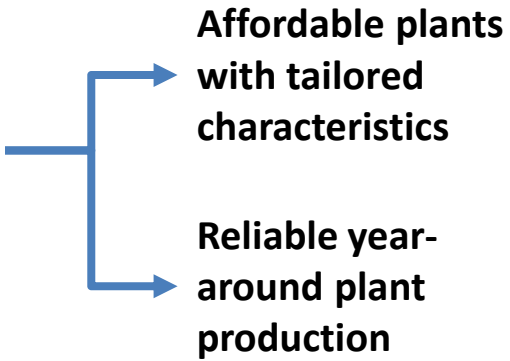 Affordable plants
with tailored
characteristics
Reliable year-
around plant
production